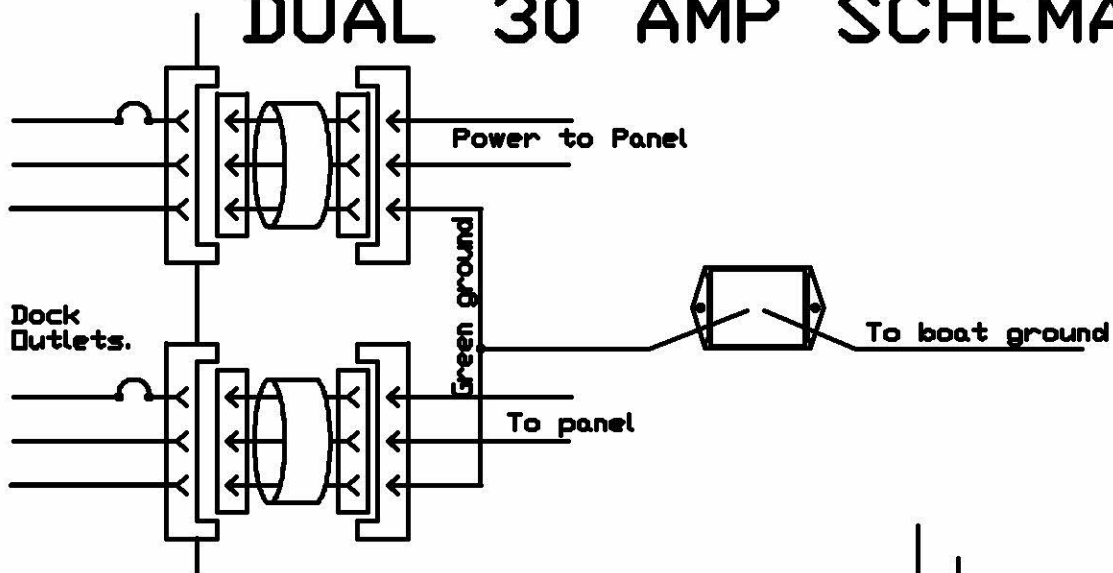 DUAL 30 AMP SCHEMA
Power to Panel
Green ground
Dock
Outlets.
To boat ground
To panel